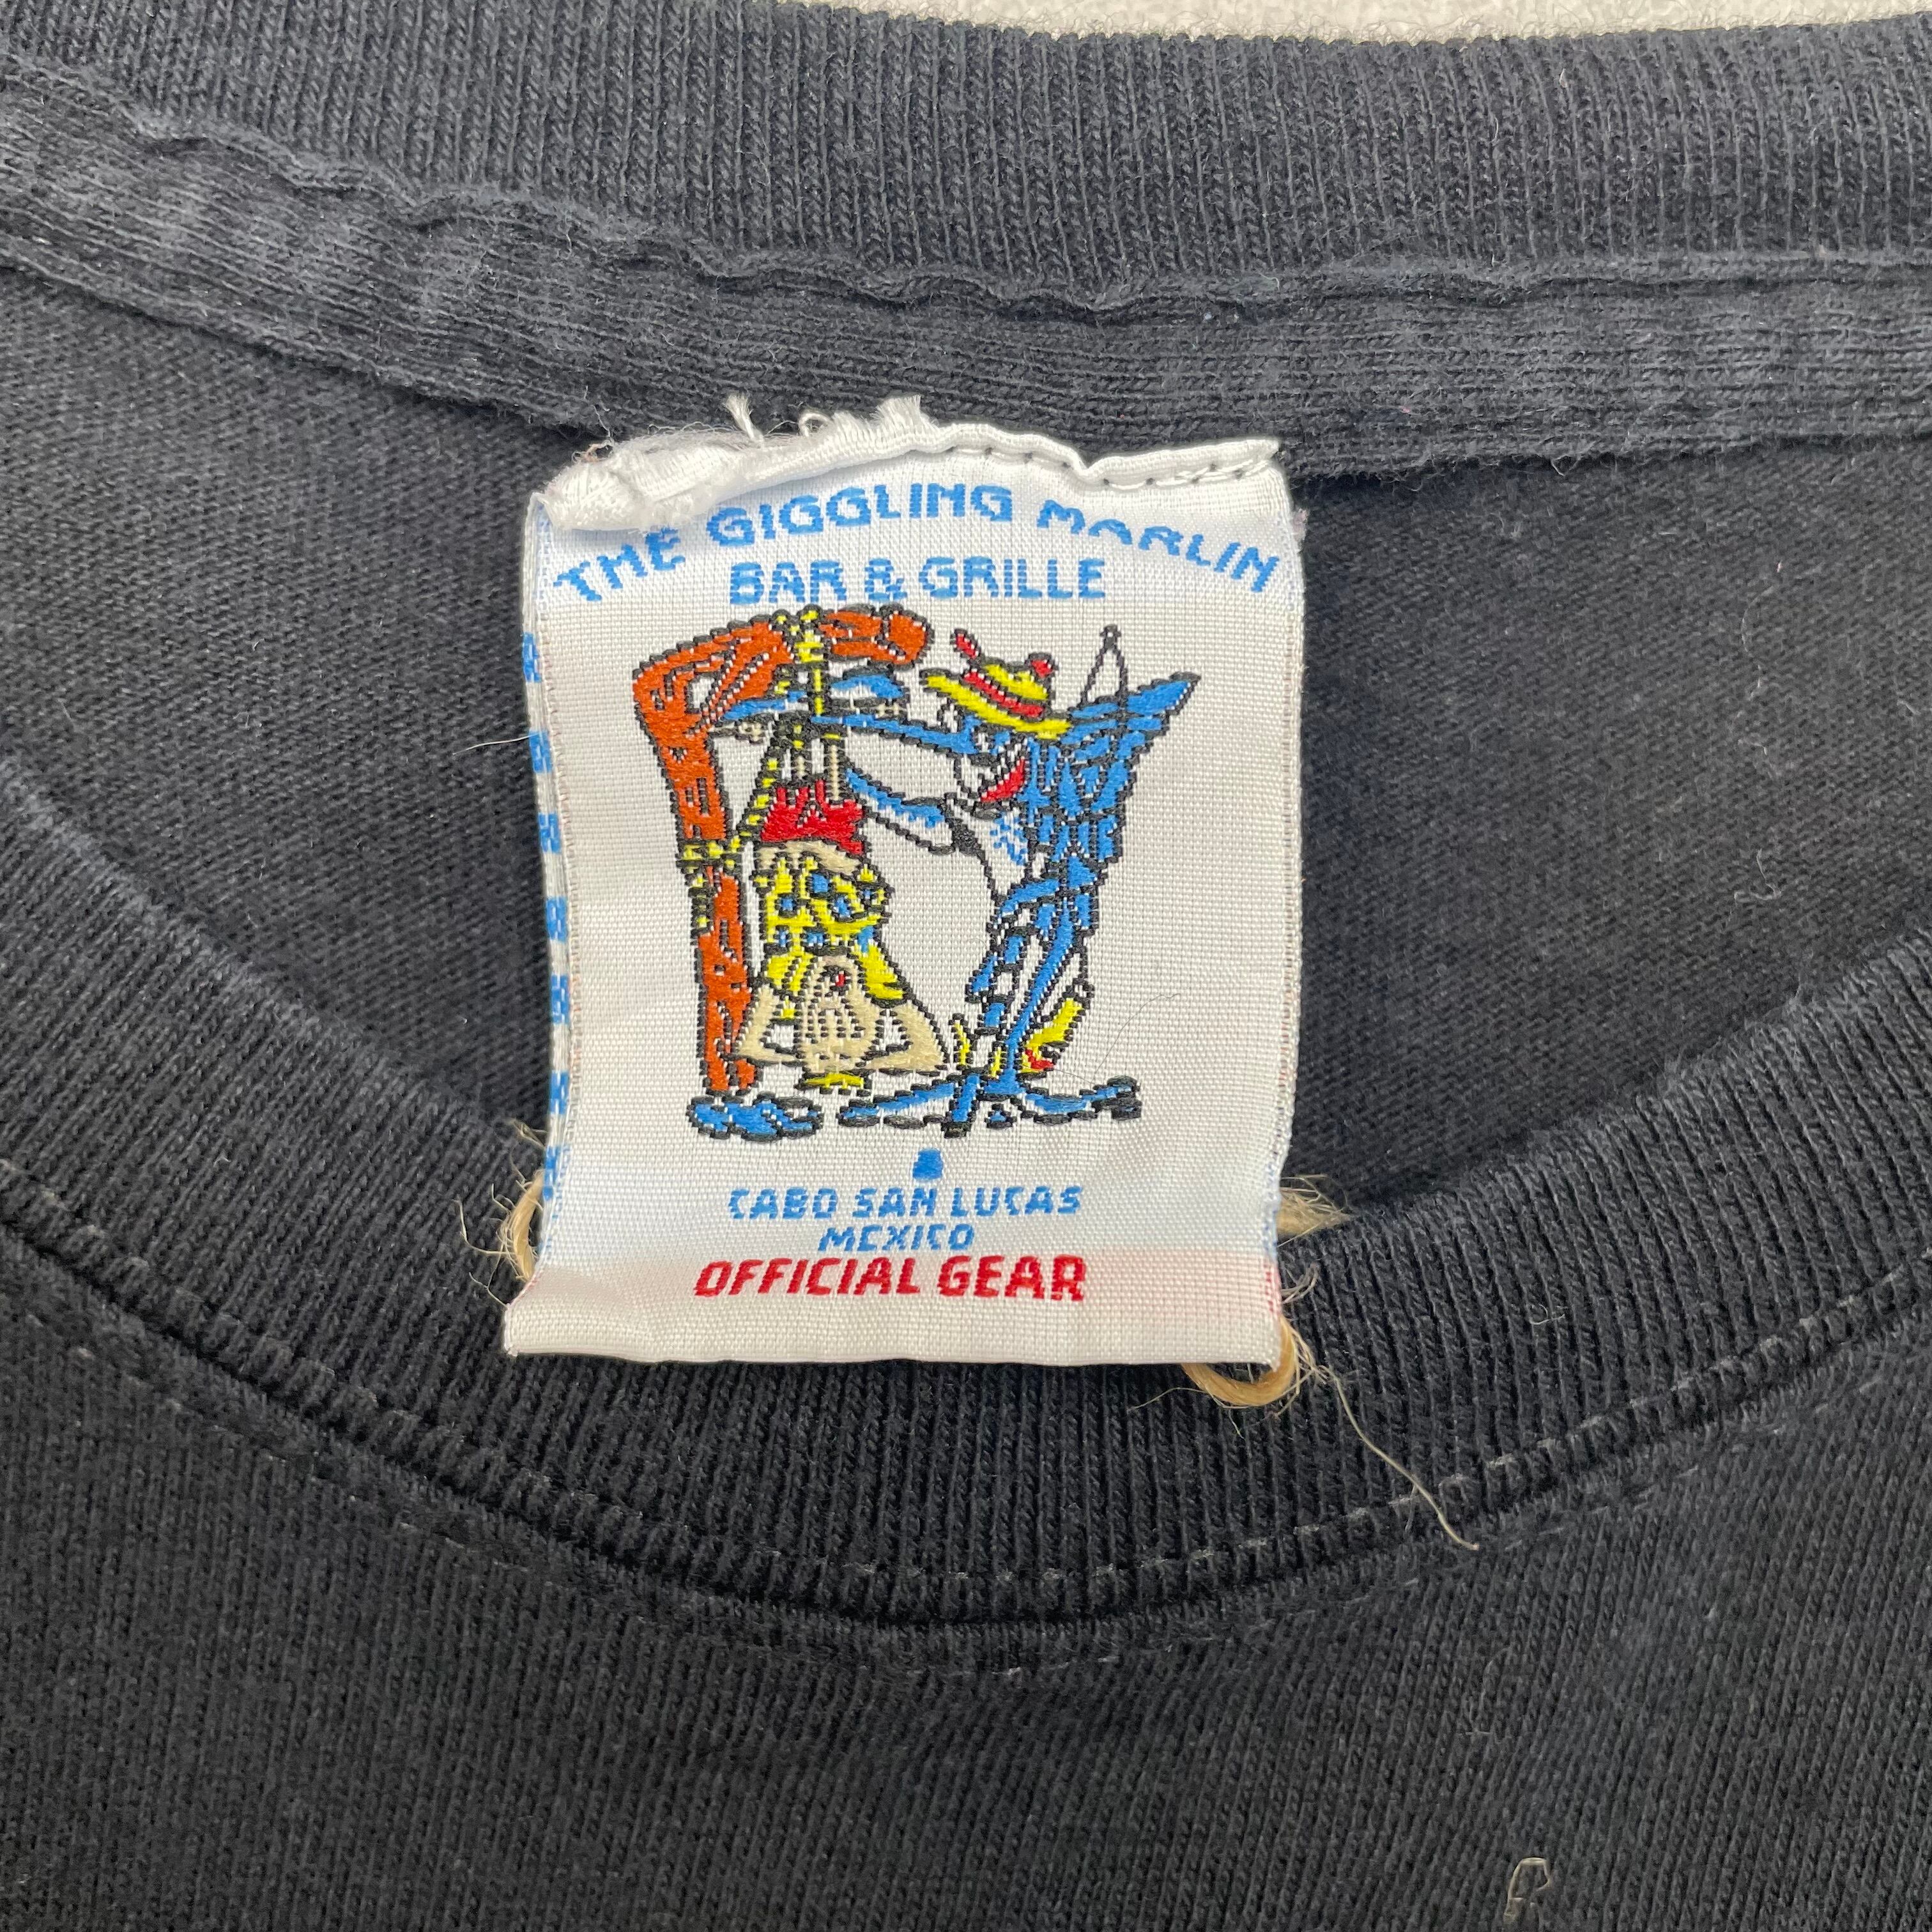 THE GIGGLING MARLIN
BAR & GRILLE
CABO SAN LUCAS
MEXICO
OFFICIAL GEAR